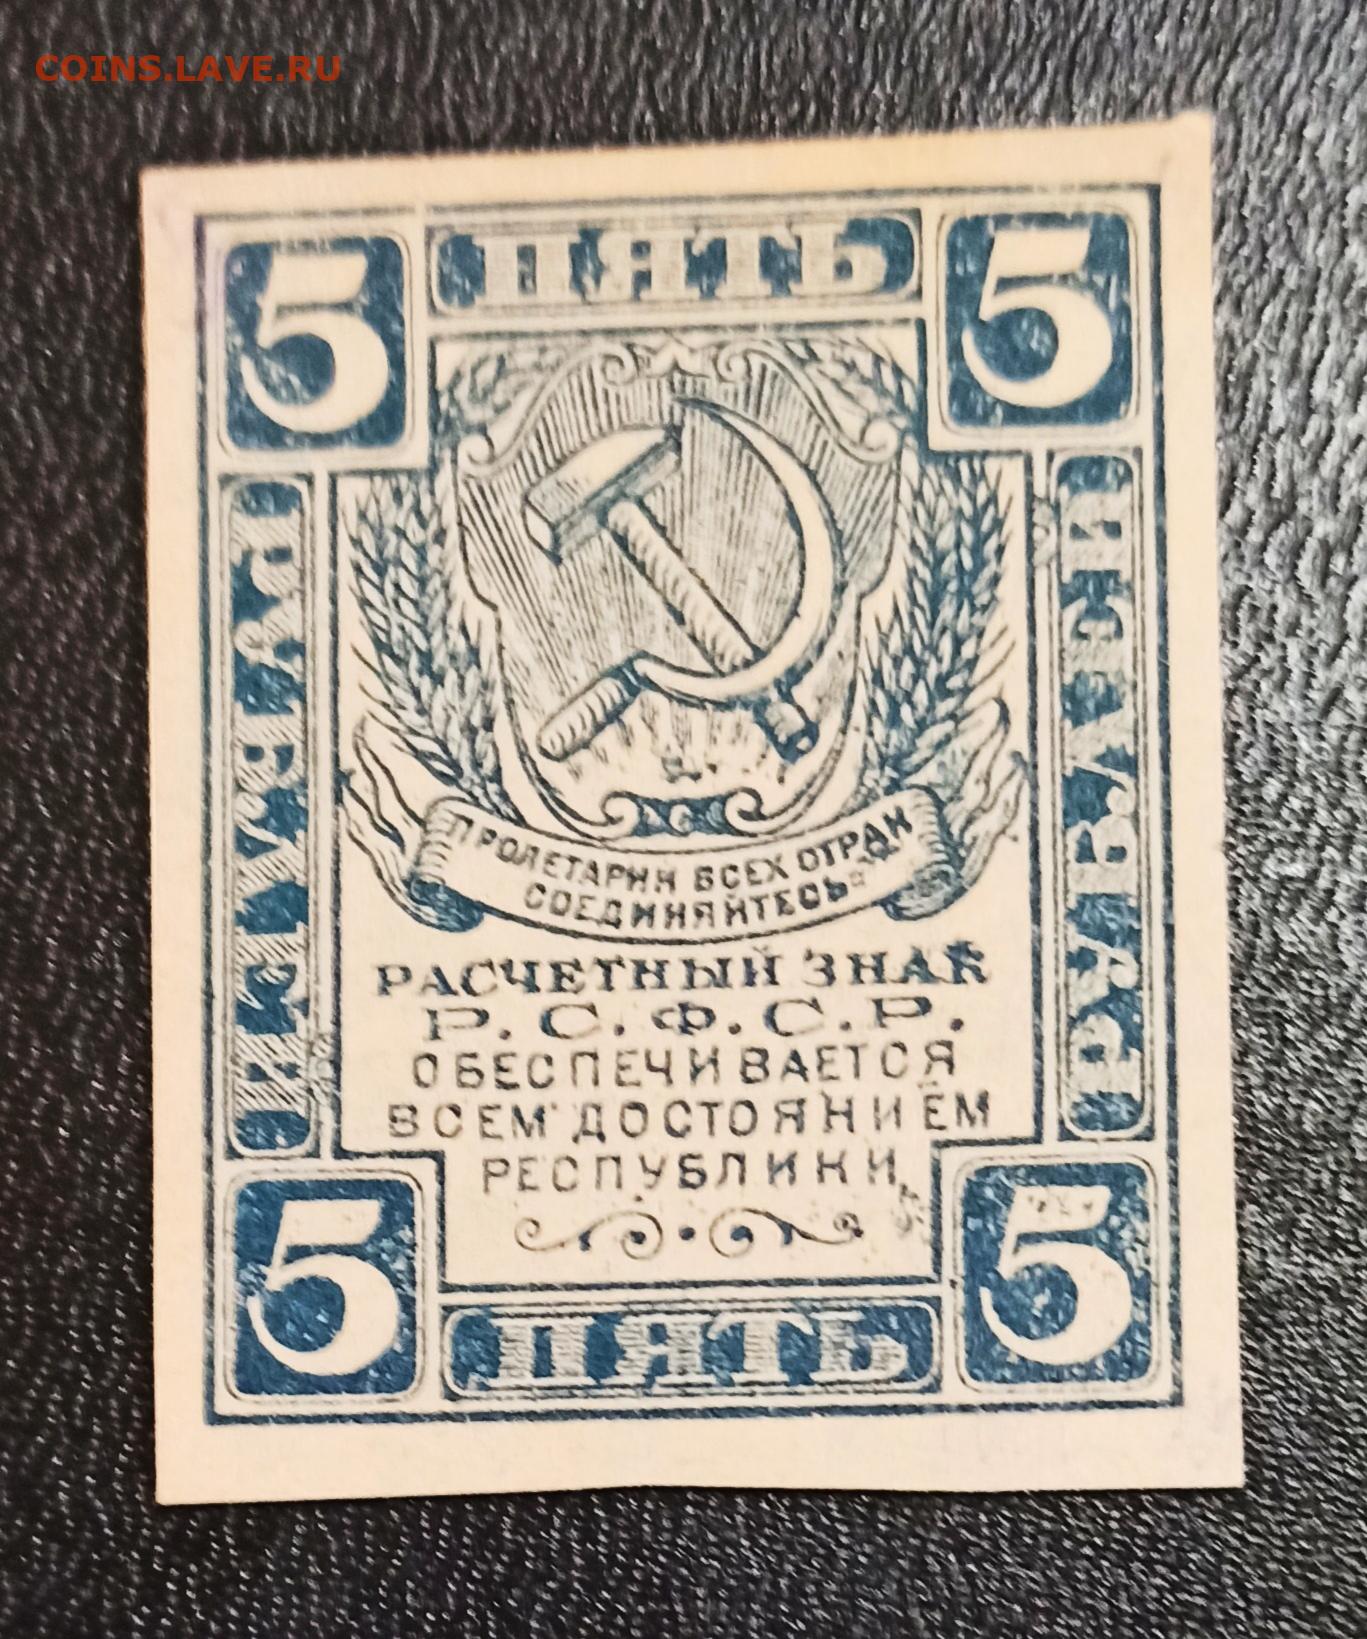 COINS.LAVE.RU
5 ПЯТЬ 5
РУБЛЕЙ
РУБЛЕЙ
ПРОЛЕТАРИИ ВСЕХ СТРАН
СОЕДИНЯЙТЕСЬ
РАСЧЕТНЫЙ ЗНАК
Р.С.Ф.С.Р.
ОБЕСПЕЧИВАЕТСЯ
ВСЕМ ДОСТОЯНИЕМ
РЕСПУБЛИКИ
5 ПЯТЬ 5